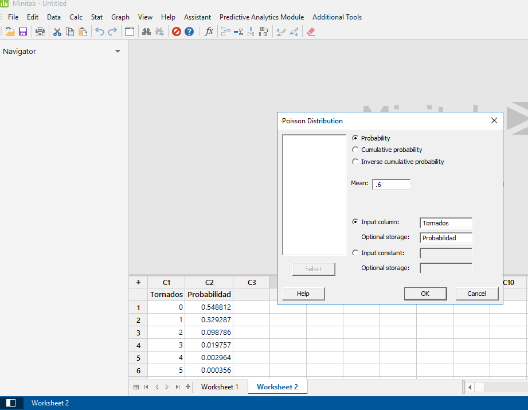 Minitab - Untitled
File Edit Data Calc Stat Graph View Help Assistant Predictive Analytics Module Additional Tools
Navigator
Poisson Distribution
Probability
Cumulative probability
Inverse cumulative probability
Mean: .6
Input column: Tornados
Optional storage: Probabilidad
Input constant:
Optional storage:
Select
Help OK Cancel
C1 C2 C3 C10
Tornados Probabilidad
1 0 0.548812
2 1 0.329287
3 2 0.098786
4 3 0.019757
5 4 0.002964
6 5 0.000356
Worksheet 1 Worksheet 2
Worksheet 2